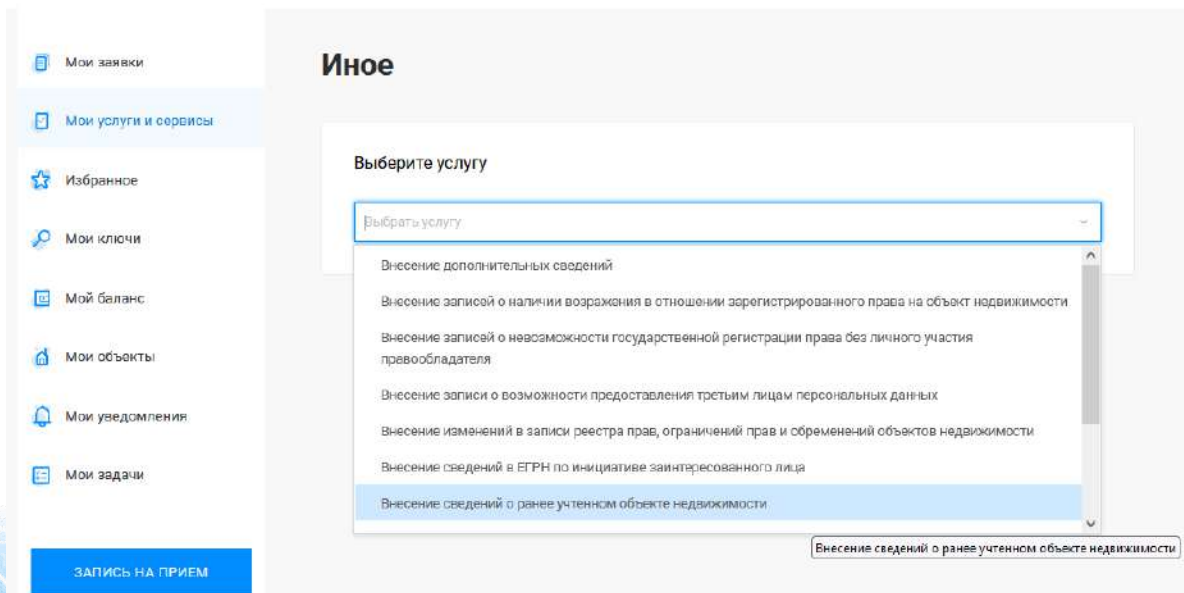 Мои заявки
Мои услуги и сервисы
Избранное
Мои ключи
Мой баланс
Мои объекты
Мои уведомления
Мои задачи
ЗАПИСЬ НА ПРИЕМ
Иное
Выберите услугу
Выбрать услугу
Внесение дополнительных сведений
Внесение записей о наличии возражения в отношении зарегистрированного права на объект недвижимости
Внесение записей о невозможности государственной регистрации права без личного участия
правообладателя
Внесение записи о возможности предоставления третьим лицам персональных данных
Внесение изменений в записи реестра прав, ограничений прав и обременений объектов недвижимости
Внесение сведений в ЕГРН по инициативе заинтересованного лица
Внесение сведений о ранее учтенном объекте недвижимости
Внесение сведений о ранее учтенном объекте недвижимости